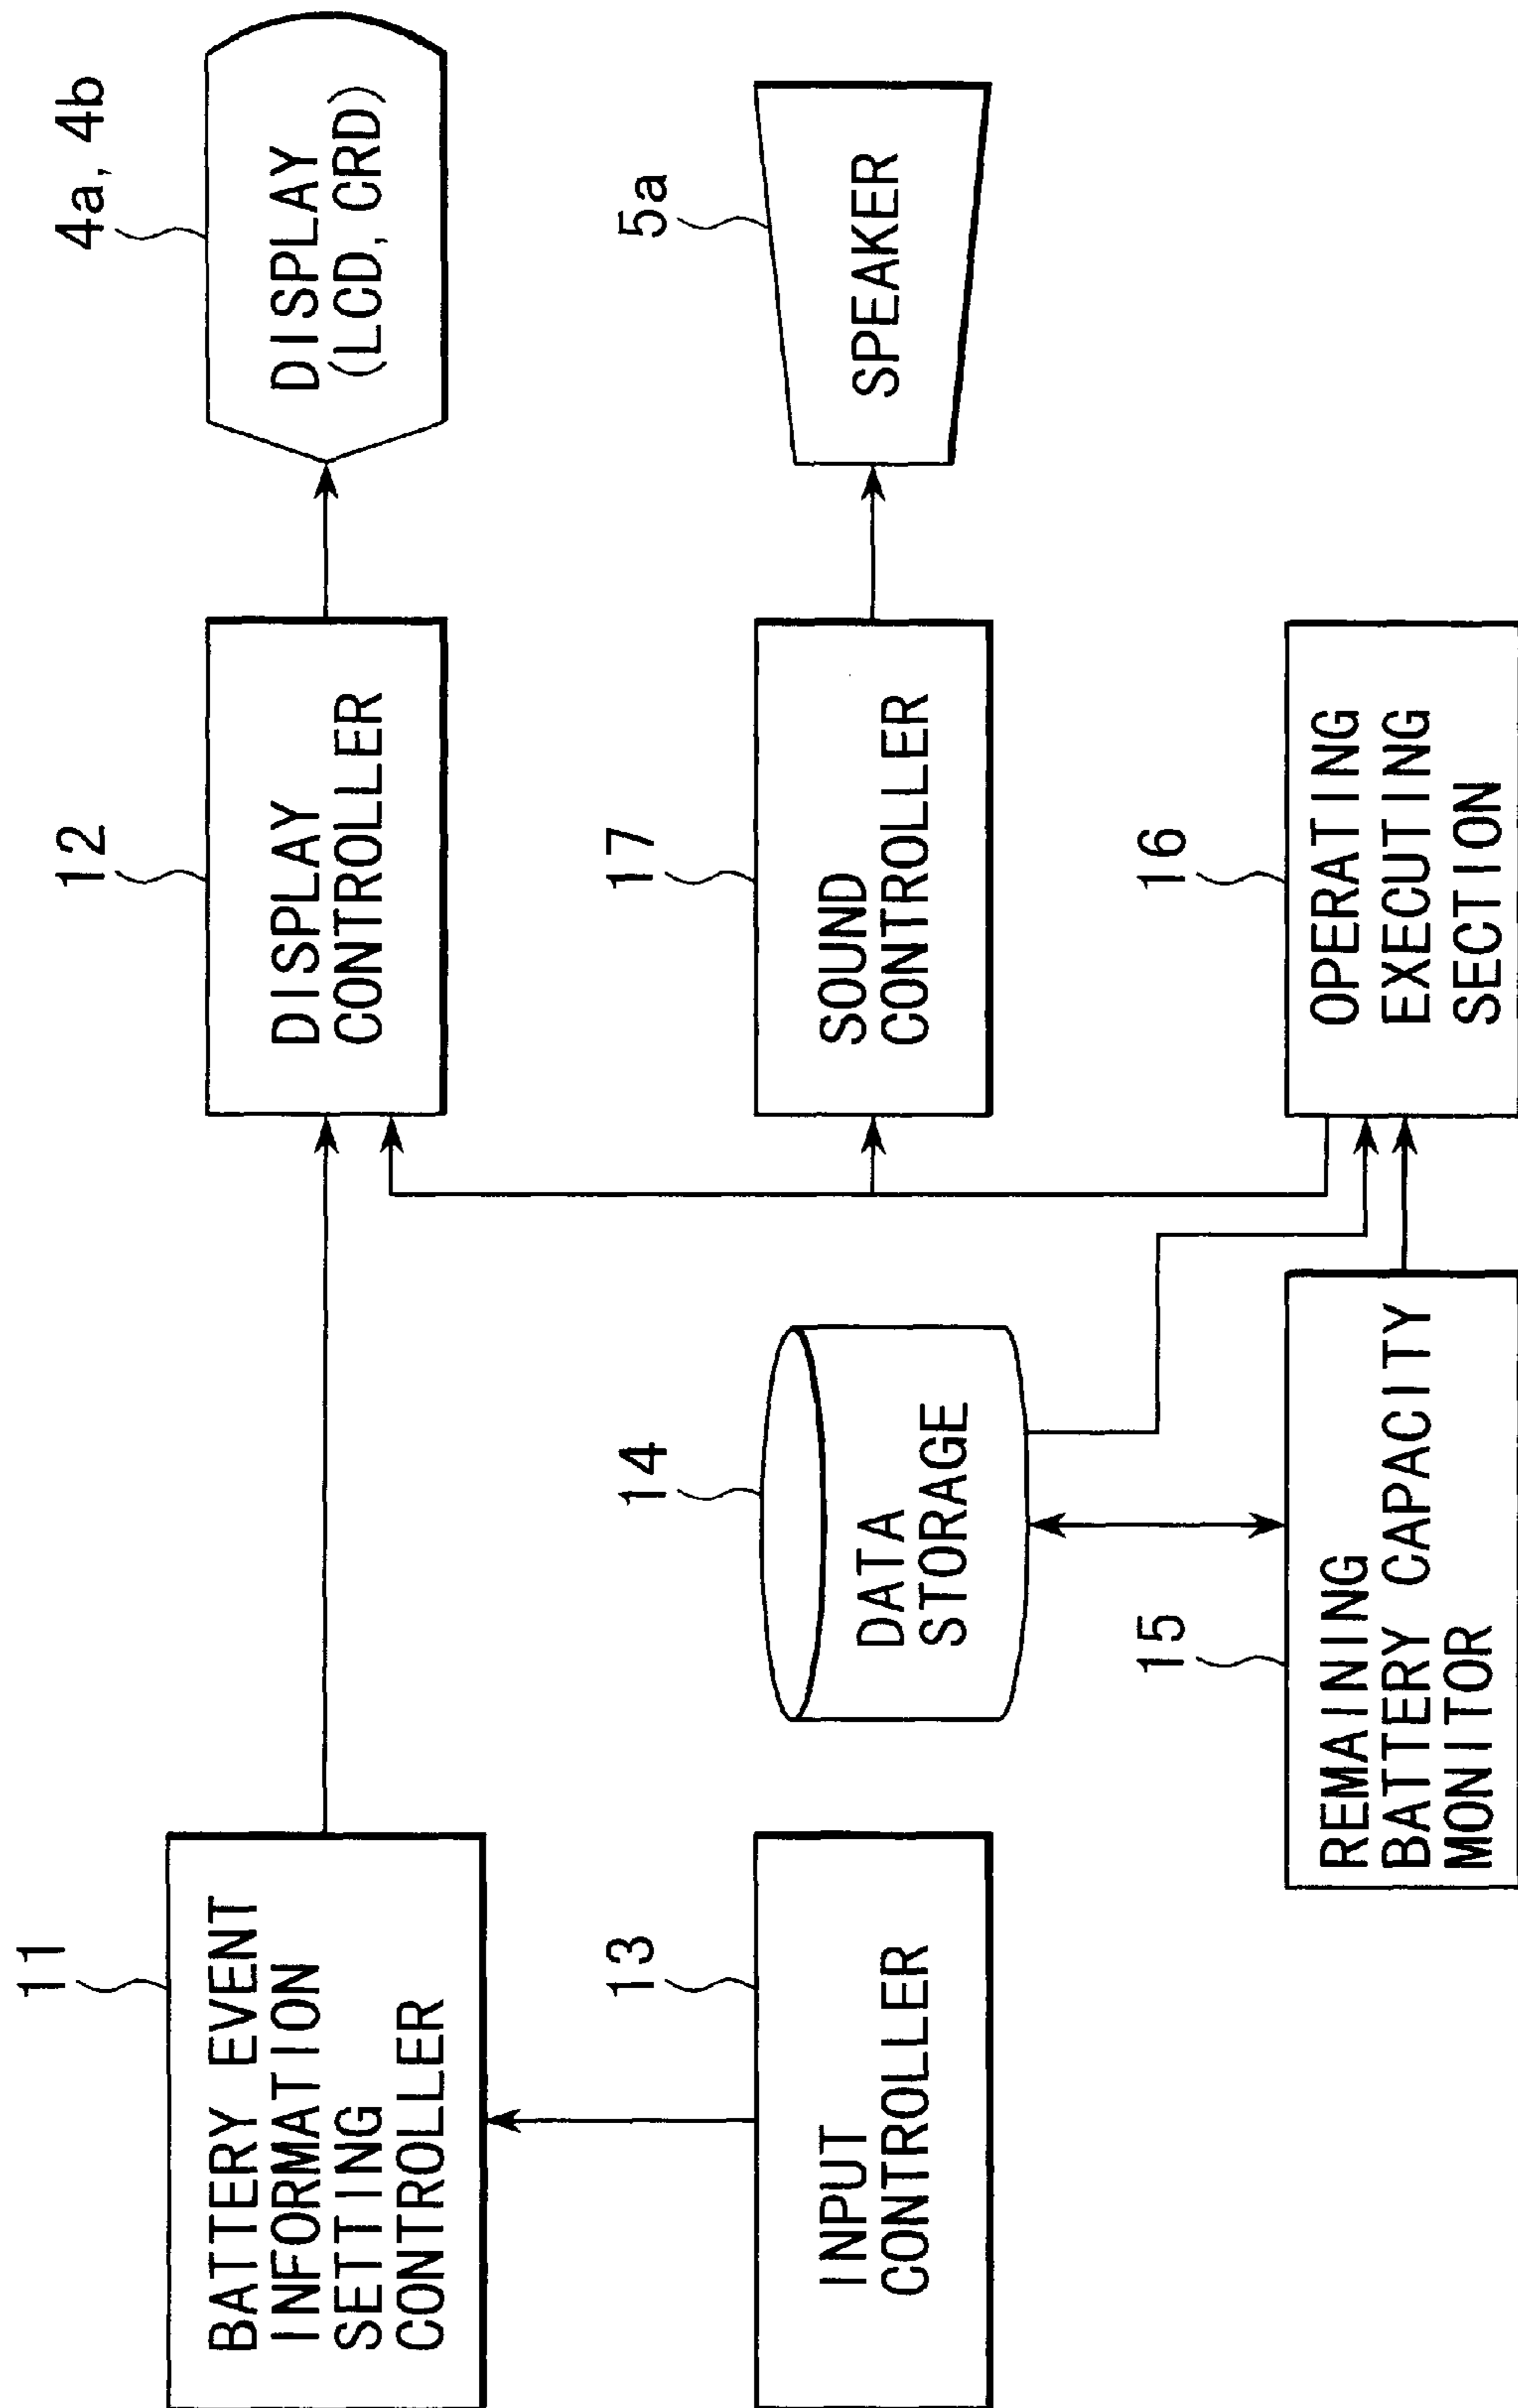 11
BATTERY EVENT
INFORMATION
SETTING
CONTROLLER
12
DISPLAY
CONTROLLER
4a, 4b
DISPLAY
(LCD, CRD)
13
INPUT
CONTROLLER
14
DATA
STORAGE
17
SOUND
CONTROLLER
5a
SPEAKER
15
REMAINING
BATTERY CAPACITY
MONITOR
16
OPERATING
EXECUTING
SECTION